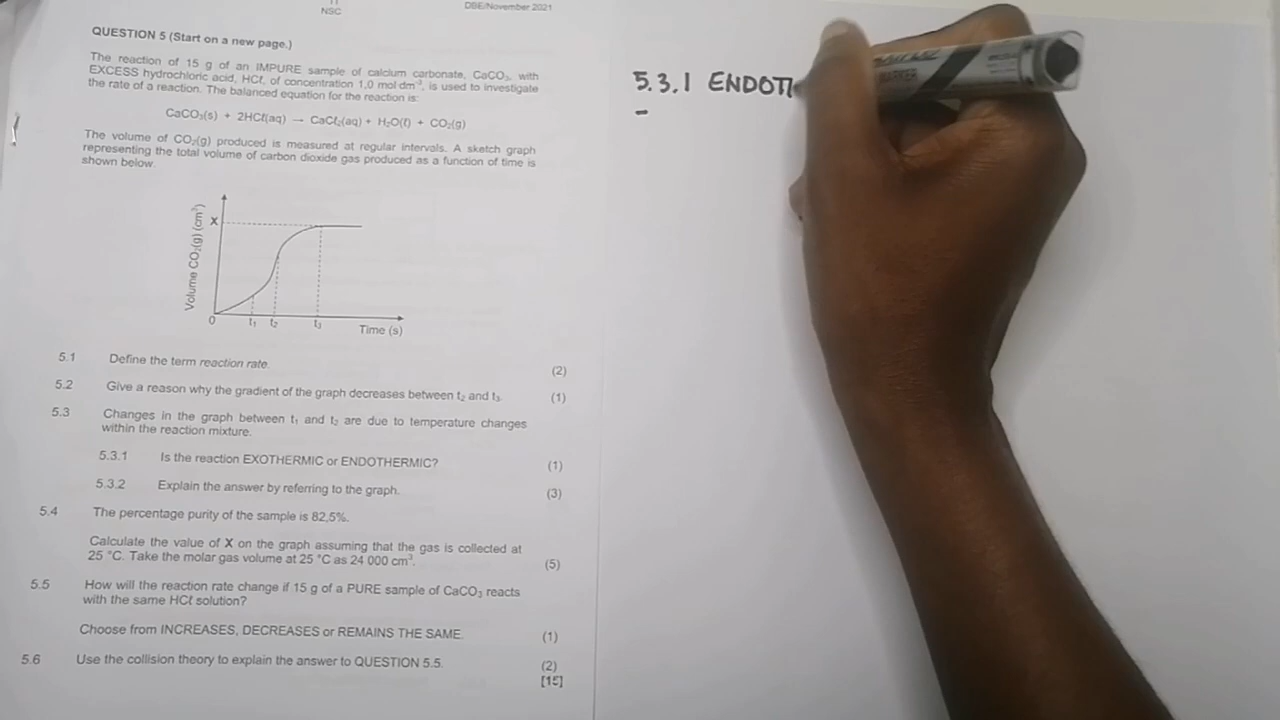 NSC
DBE/November 2021
QUESTION 5 (Start on a new page.)
The reaction of 15 g of an IMPURE sample of calcium carbonate, CaCO₃, with
EXCESS hydrochloric acid, HCℓ, of concentration 1,0 mol·dm⁻³, is used to investigate
the rate of a reaction. The balanced equation for the reaction is:
CaCO₃(s) + 2HCℓ(aq) → CaCℓ₂(aq) + H₂O(ℓ) + CO₂(g)
The volume of CO₂(g) produced is measured at regular intervals. A sketch graph
representing the total volume of carbon dioxide gas produced as a function of time is
shown below.
Volume CO₂(g) (cm³)
X
0 t₁ t₂ t₃ Time (s)
5.1 Define the term reaction rate. (2)
5.2 Give a reason why the gradient of the graph decreases between t₂ and t₃. (1)
5.3 Changes in the graph between t₁ and t₂ are due to temperature changes
within the reaction mixture.
5.3.1 Is the reaction EXOTHERMIC or ENDOTHERMIC? (1)
5.3.2 Explain the answer by referring to the graph. (3)
5.4 The percentage purity of the sample is 82,5%.
Calculate the value of X on the graph assuming that the gas is collected at
25 °C. Take the molar gas volume at 25 °C as 24 000 cm³. (5)
5.5 How will the reaction rate change if 15 g of a PURE sample of CaCO₃ reacts
with the same HCℓ solution?
Choose from INCREASES, DECREASES or REMAINS THE SAME. (1)
5.6 Use the collision theory to explain the answer to QUESTION 5.5. (2)
[15]
5.3.1 ENDOT
-